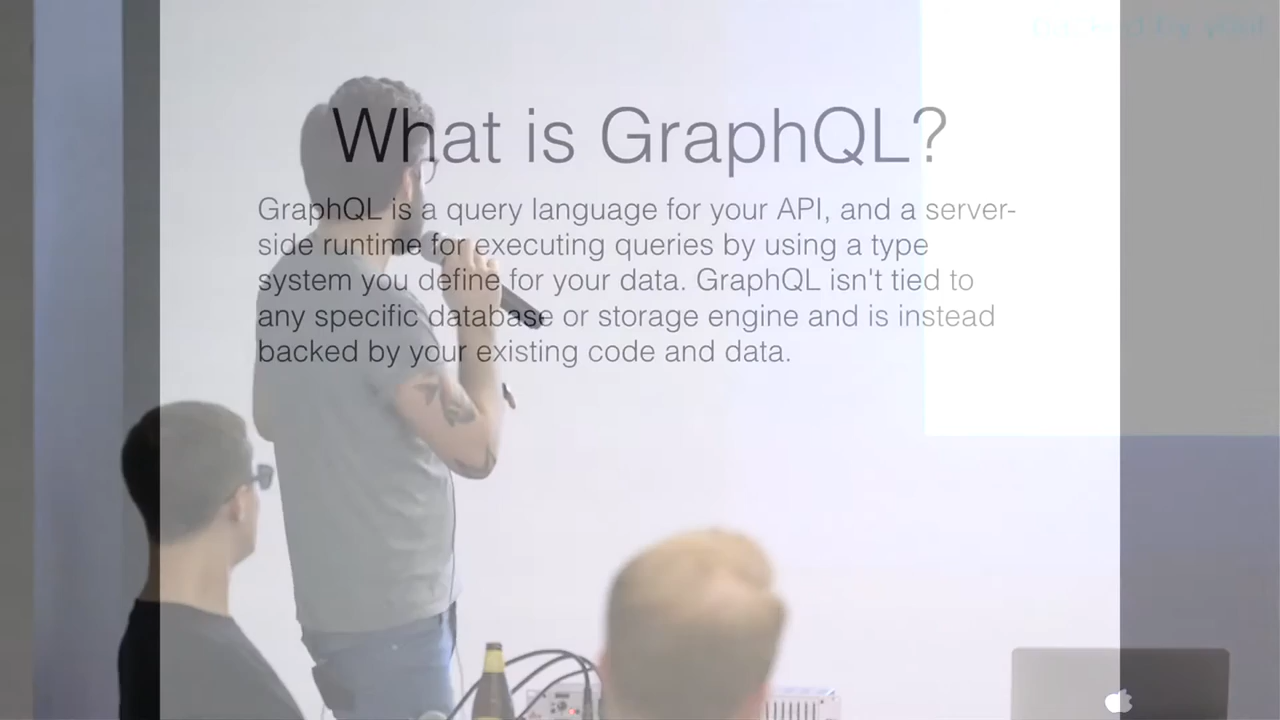 What is GraphQL?
GraphQL is a query language for your API, and a server-
side runtime for executing queries by using a type
system you define for your data. GraphQL isn't tied to
any specific database or storage engine and is instead
backed by your existing code and data.